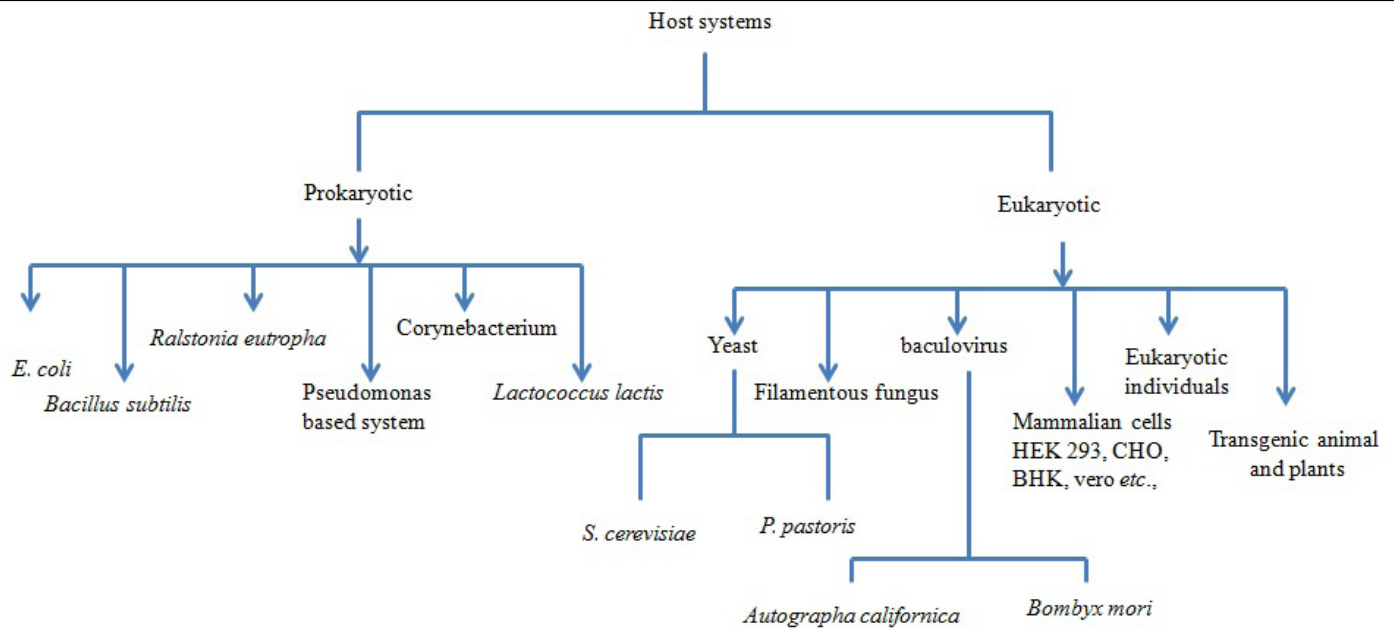 Host systems
Prokaryotic
Eukaryotic
E. coli
Bacillus subtilis
Ralstonia eutropha
Pseudomonas
based system
Corynebacterium
Lactococcus lactis
Yeast
Filamentous fungus
baculovirus
Mammalian cells
HEK 293, CHO,
BHK, vero etc.,
Eukaryotic
individuals
Transgenic animal
and plants
S. cerevisiae
P. pastoris
Autographa californica
Bombyx mori